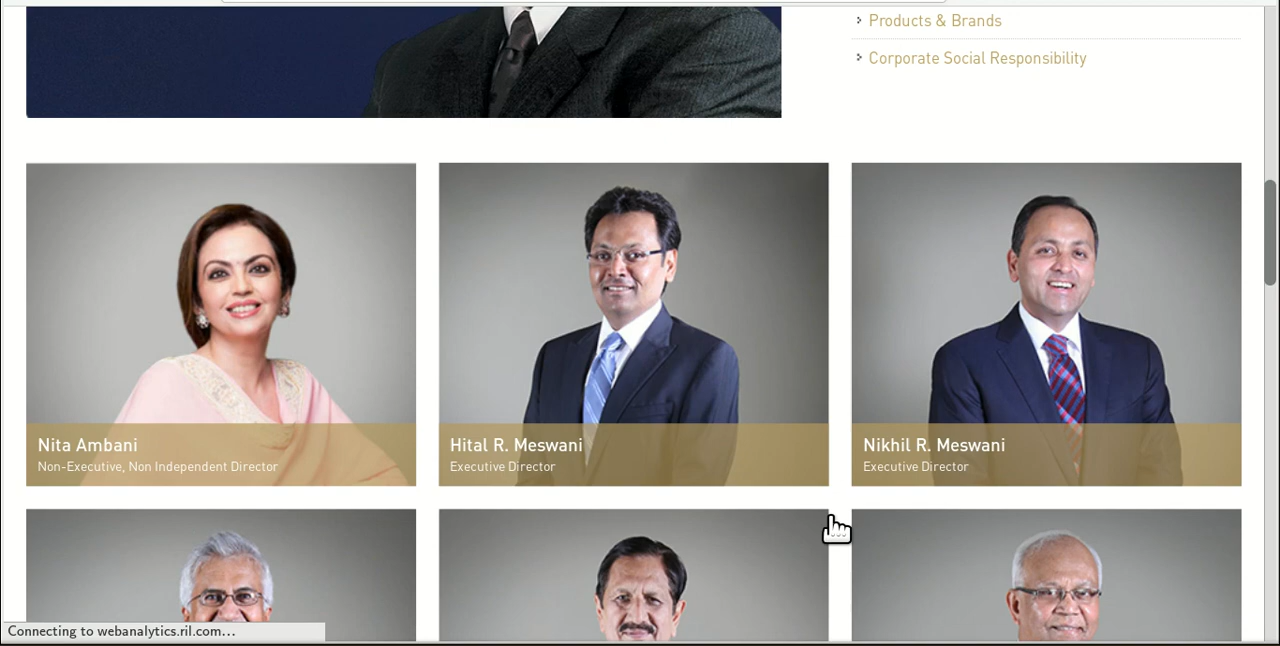 Products & Brands
Corporate Social Responsibility
Nita Ambani
Non-Executive, Non Independent Director
Hital R. Meswani
Executive Director
Nikhil R. Meswani
Executive Director
Connecting to webanalytics.ril.com...